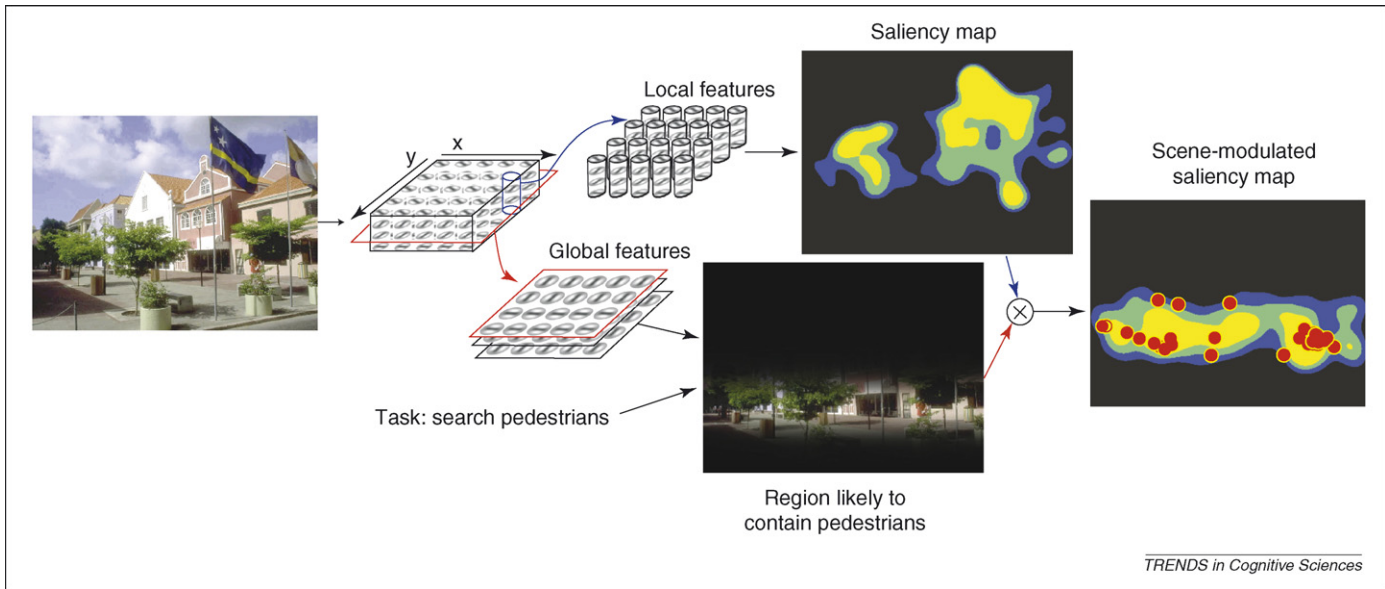 Saliency map
Local features
x
y
Scene-modulated
saliency map
Global features
×
Task: search pedestrians
Region likely to
contain pedestrians
TRENDS in Cognitive Sciences